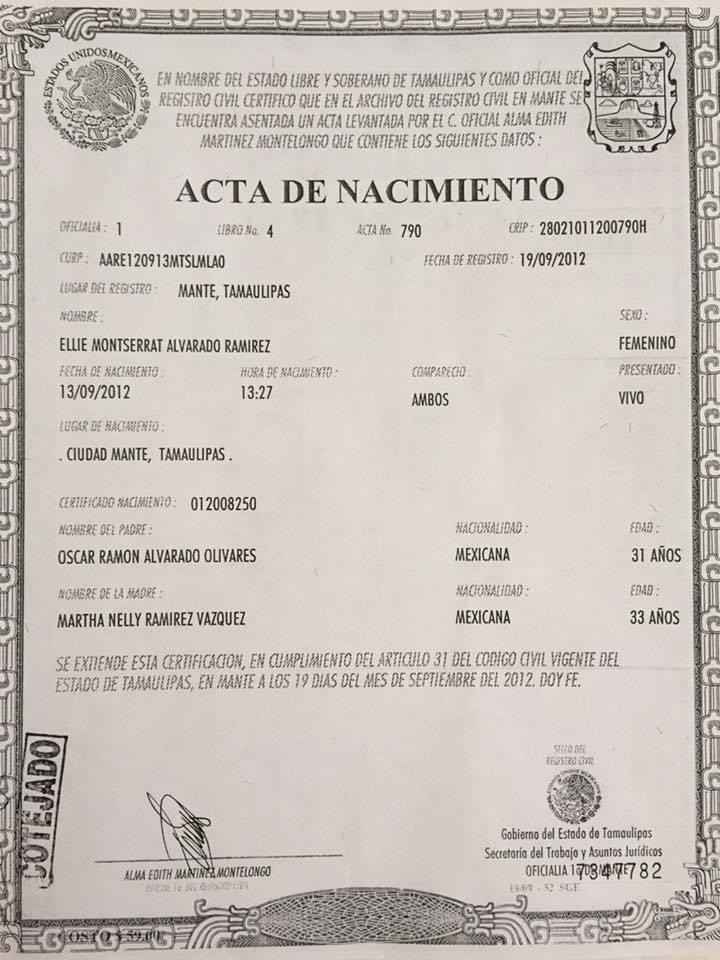 ESTADOS UNIDOS MEXICANOS
EN NOMBRE DEL ESTADO LIBRE Y SOBERANO DE TAMAULIPAS Y COMO OFICIAL DEL
REGISTRO CIVIL CERTIFICO QUE EN EL ARCHIVO DEL REGISTRO CIVIL EN MANTE SE
ENCUENTRA ASENTADA UN ACTA LEVANTADA POR EL C. OFICIAL ALMA EDITH
MARTINEZ MONTELONGO QUE CONTIENE LOS SIGUIENTES DATOS :
ACTA DE NACIMIENTO
OFICIALIA : 1 LIBRO No. 4 ACTA No. 790 CRIP : 28021011200790H
CURP : AARE120913MTSLMLA0 FECHA DE REGISTRO : 19/09/2012
LUGAR DEL REGISTRO : MANTE, TAMAULIPAS
NOMBRE : SEXO :
ELLIE MONTSERRAT ALVARADO RAMIREZ FEMENINO
FECHA DE NACIMIENTO : HORA DE NACIMIENTO : COMPARECIO : PRESENTADO :
13/09/2012 13:27 AMBOS VIVO
LUGAR DE NACIMIENTO :
. CIUDAD MANTE, TAMAULIPAS .
CERTIFICADO NACIMIENTO : 012008250
NOMBRE DEL PADRE : NACIONALIDAD : EDAD :
OSCAR RAMON ALVARADO OLIVARES MEXICANA 31 AÑOS
NOMBRE DE LA MADRE : NACIONALIDAD : EDAD :
MARTHA NELLY RAMIREZ VAZQUEZ MEXICANA 33 AÑOS
SE EXTIENDE ESTA CERTIFICACION, EN CUMPLIMIENTO DEL ARTICULO 31 DEL CODIGO CIVIL VIGENTE DEL
ESTADO DE TAMAULIPAS, EN MANTE A LOS 19 DIAS DEL MES DE SEPTIEMBRE DEL 2012. DOY FE.
COTEJADO
SELLO DEL
REGISTRO CIVIL
Gobierno del Estado de Tamaulipas
Secretaría del Trabajo y Asuntos Jurídicos
OFICIALIA 7347782
ALMA EDITH MARTINEZ MONTELONGO
19/09 - 52 SGE
COSTO $ 59.00